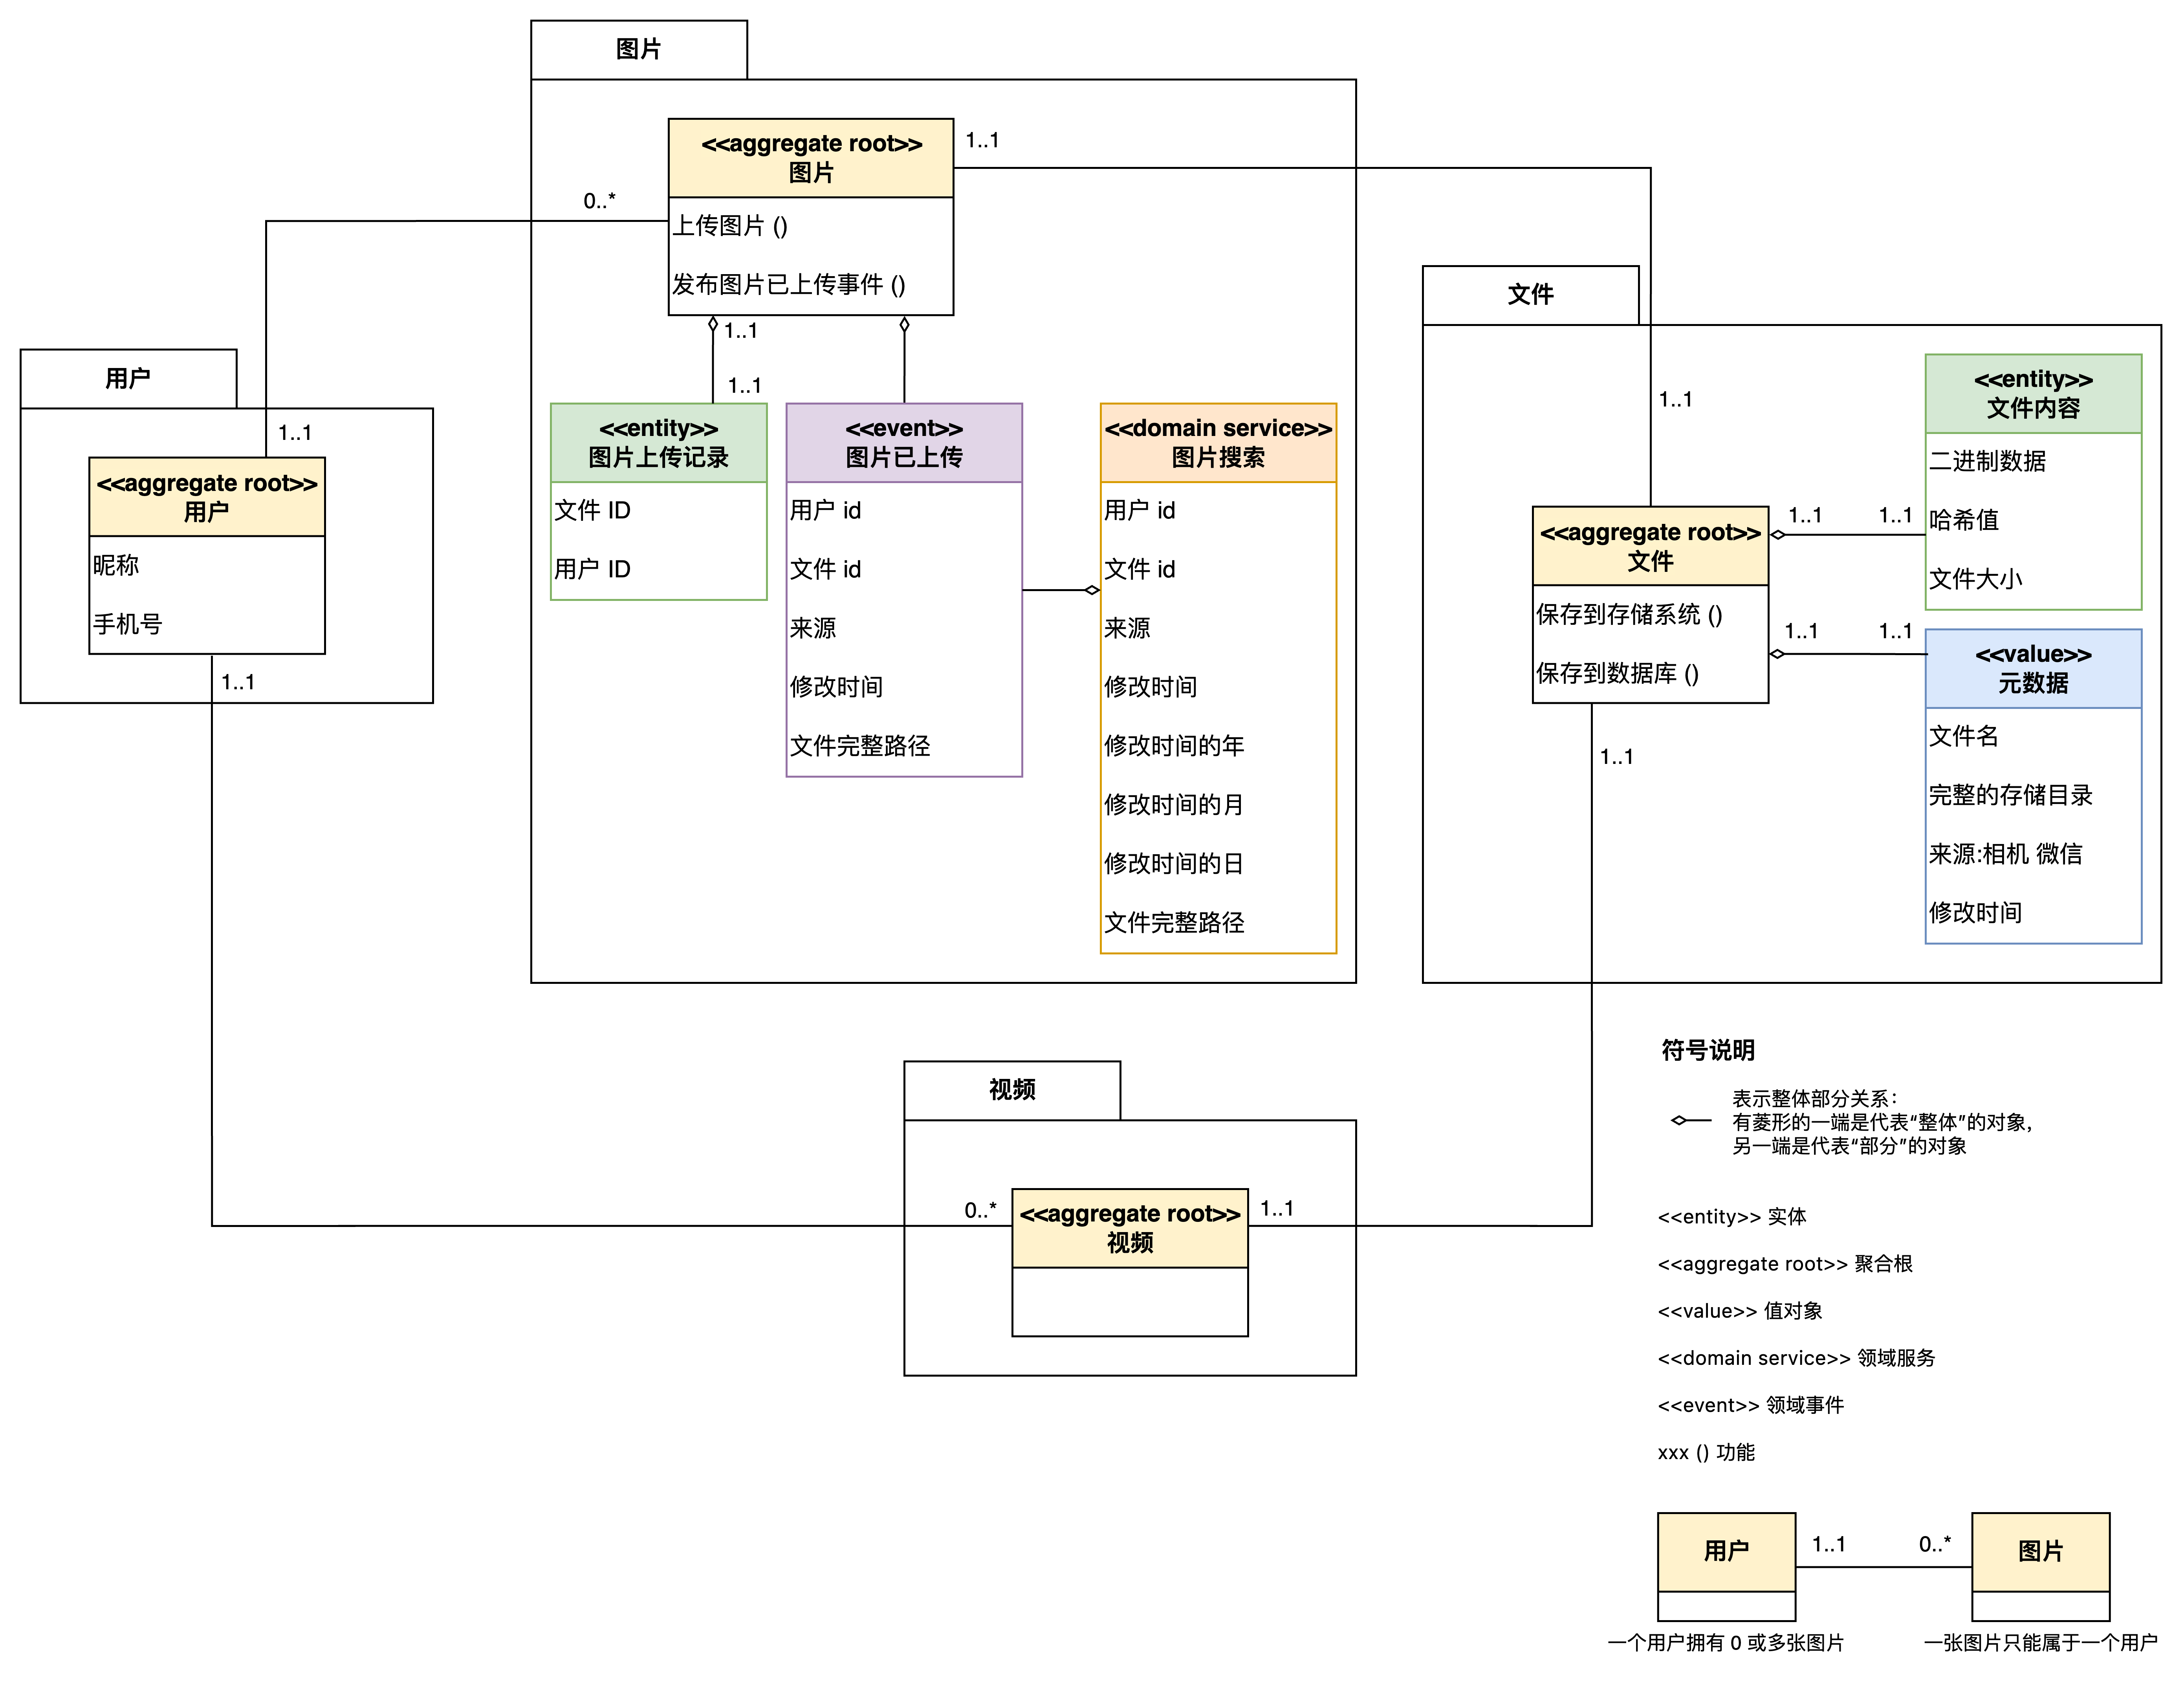 图片
<<aggregate root>>
图片
1..1
0..*
上传图片 ()
发布图片已上传事件 ()
1..1
1..1
<<entity>>
图片上传记录
文件 ID
用户 ID
<<event>>
图片已上传
用户 id
文件 id
来源
修改时间
文件完整路径
<<domain service>>
图片搜索
用户 id
文件 id
来源
修改时间
修改时间的年
修改时间的月
修改时间的日
文件完整路径
用户
1..1
<<aggregate root>>
用户
昵称
手机号
1..1
文件
1..1
<<aggregate root>>
文件
保存到存储系统 ()
保存到数据库 ()
1..1
1..1
1..1
1..1
1..1
<<entity>>
文件内容
二进制数据
哈希值
文件大小
<<value>>
元数据
文件名
完整的存储目录
来源:相机 微信
修改时间
视频
0..*
<<aggregate root>>
视频
1..1
符号说明
表示整体部分关系：
有菱形的一端是代表“整体”的对象，
另一端是代表“部分”的对象
<<entity>> 实体
<<aggregate root>> 聚合根
<<value>> 值对象
<<domain service>> 领域服务
<<event>> 领域事件
xxx () 功能
用户
1..1
0..*
图片
一个用户拥有 0 或多张图片
一张图片只能属于一个用户